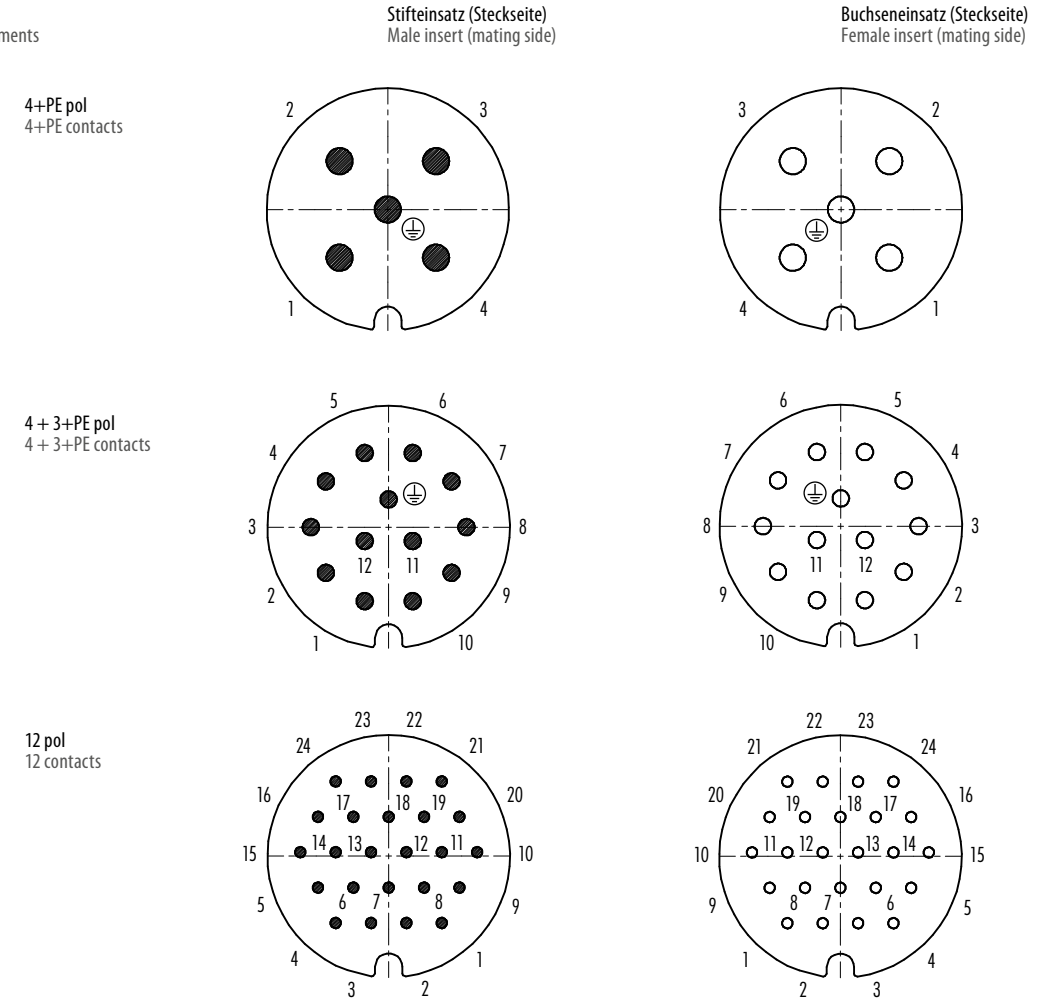 Stifteinsatz (Steckseite)
Buchseneinsatz (Steckseite)
ments
Male insert (mating side)
Female insert (mating side)
4+PE pol
4+PE contacts
2 3
3 2
1 4
4 1
4 + 3+PE pol
4 + 3+PE contacts
5 6
6 5
4 7
7 4
3 8
8 3
12 11
11 12
2 9
9 2
1 10
10 1
12 pol
12 contacts
23 22
22 23
24 21
21 24
16 20
20 16
17 18 19
19 18 17
15 14 13 12 11 10
10 11 12 13 14 15
5 6 7 8 9
9 8 7 6 5
4 1
1 4
3 2
2 3